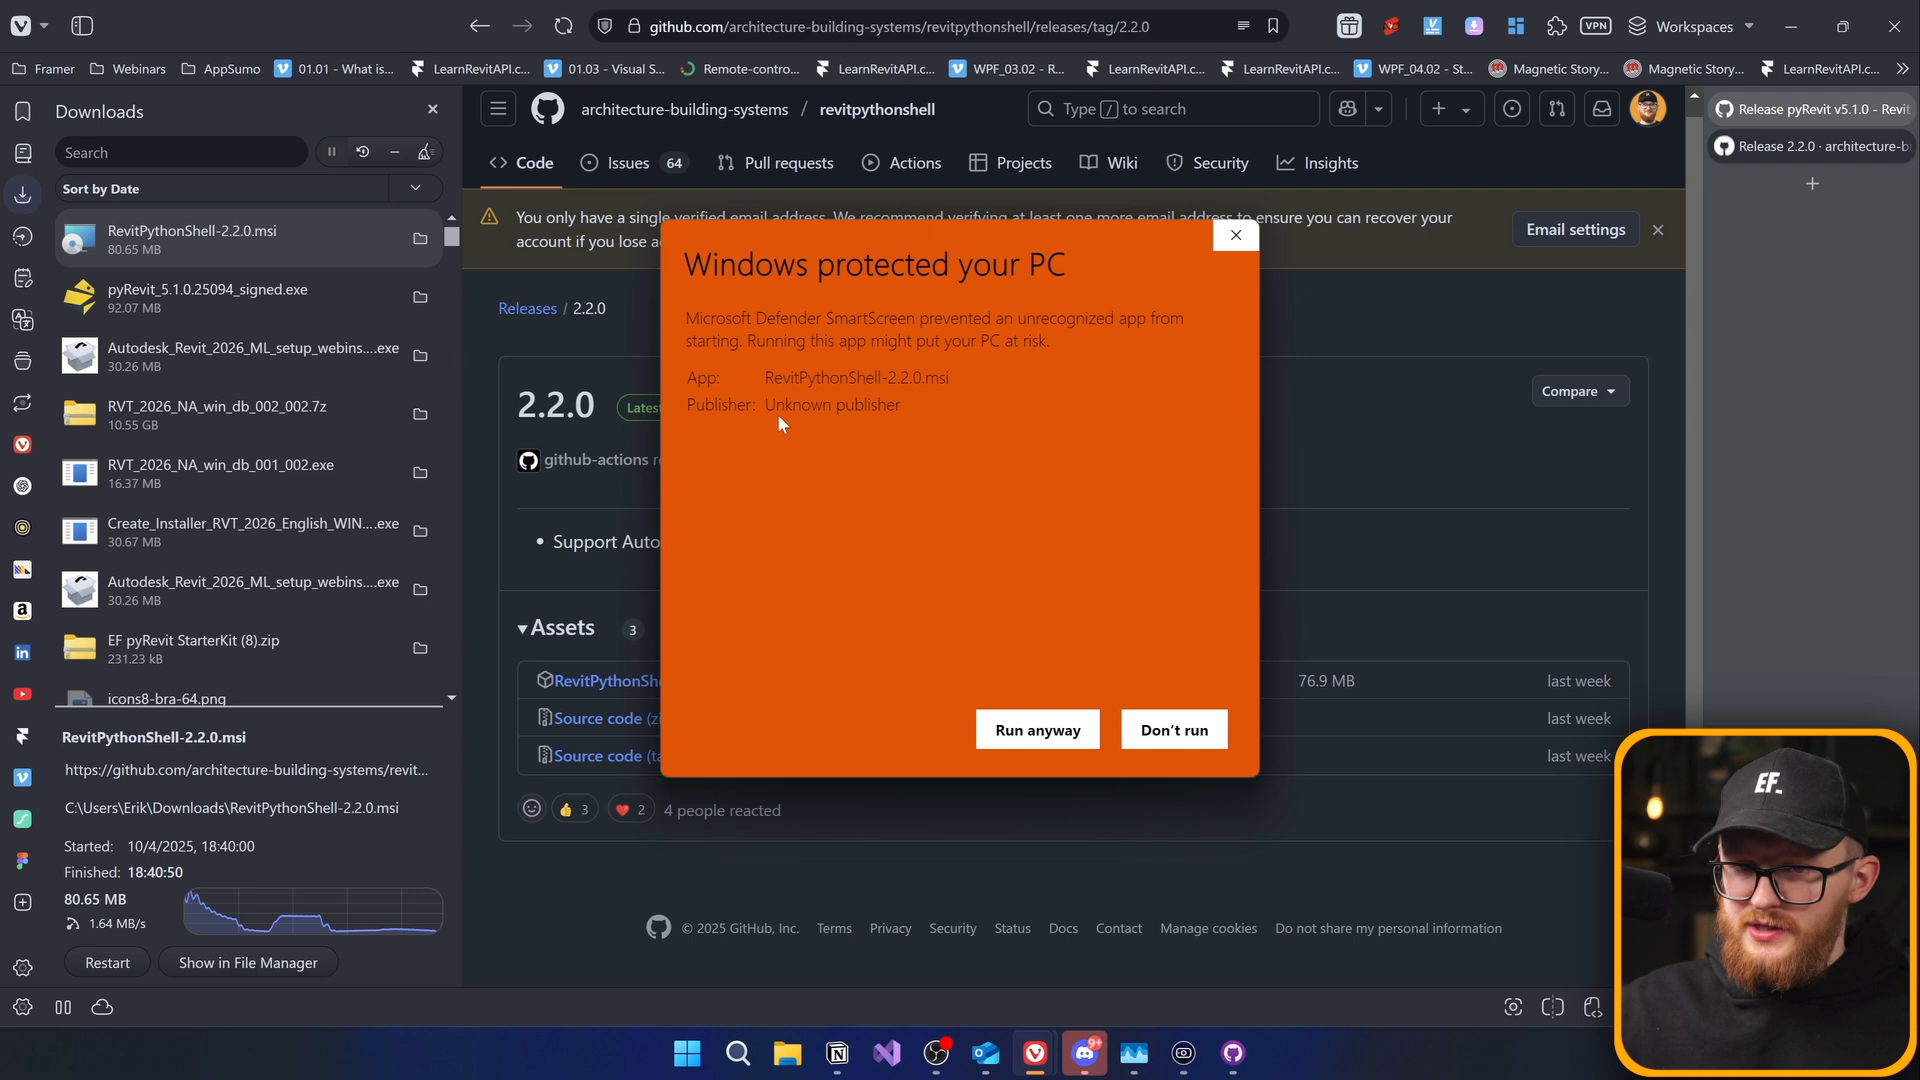 github.com/architecture-building-systems/revitpythonshell/releases/tag/2.2.0
VPN
Workspaces
Framer
Webinars
AppSumo
01.01 - What is...
LearnRevitAPI.c...
01.03 - Visual S...
Remote-contro...
LearnRevitAPI.c...
WPF_03.02 - R...
LearnRevitAPI.c...
LearnRevitAPI.c...
WPF_04.02 - St...
Magnetic Story...
Magnetic Story...
LearnRevitAPI.c...
Downloads
Search
Sort by Date
RevitPythonShell-2.2.0.msi
80.65 MB
pyRevit_5.1.0.25094_signed.exe
92.07 MB
Autodesk_Revit_2026_ML_setup_webins....exe
30.26 MB
RVT_2026_NA_win_db_002_002.7z
10.55 GB
RVT_2026_NA_win_db_001_002.exe
16.37 MB
Create_Installer_RVT_2026_English_WIN....exe
30.67 MB
Autodesk_Revit_2026_ML_setup_webins....exe
30.26 MB
EF pyRevit StarterKit (8).zip
231.23 kB
icons8-bra-64.png
RevitPythonShell-2.2.0.msi
https://github.com/architecture-building-systems/revit...
C:\Users\Erik\Downloads\RevitPythonShell-2.2.0.msi
Started: 10/4/2025, 18:40:00
Finished: 18:40:50
80.65 MB
1.64 MB/s
Restart
Show in File Manager
architecture-building-systems / revitpythonshell
Type / to search
Code
Issues 64
Pull requests
Actions
Projects
Wiki
Security
Insights
You only have a single verified email address. We recommend verifying at least one more email address to ensure you can recover your
account if you lose a
Email settings
Releases / 2.2.0
2.2.0
Latest
Compare
github-actions re
Support Auto
Assets 3
RevitPythonShe
76.9 MB
last week
Source code (zi
last week
Source code (ta
last week
3
2
4 people reacted
© 2025 GitHub, Inc.
Terms
Privacy
Security
Status
Docs
Contact
Manage cookies
Do not share my personal information
Windows protected your PC
Microsoft Defender SmartScreen prevented an unrecognized app from
starting. Running this app might put your PC at risk.
App: RevitPythonShell-2.2.0.msi
Publisher: Unknown publisher
Run anyway
Don't run
Release pyRevit v5.1.0 - Revit
Release 2.2.0 · architecture-b
EF_
9+